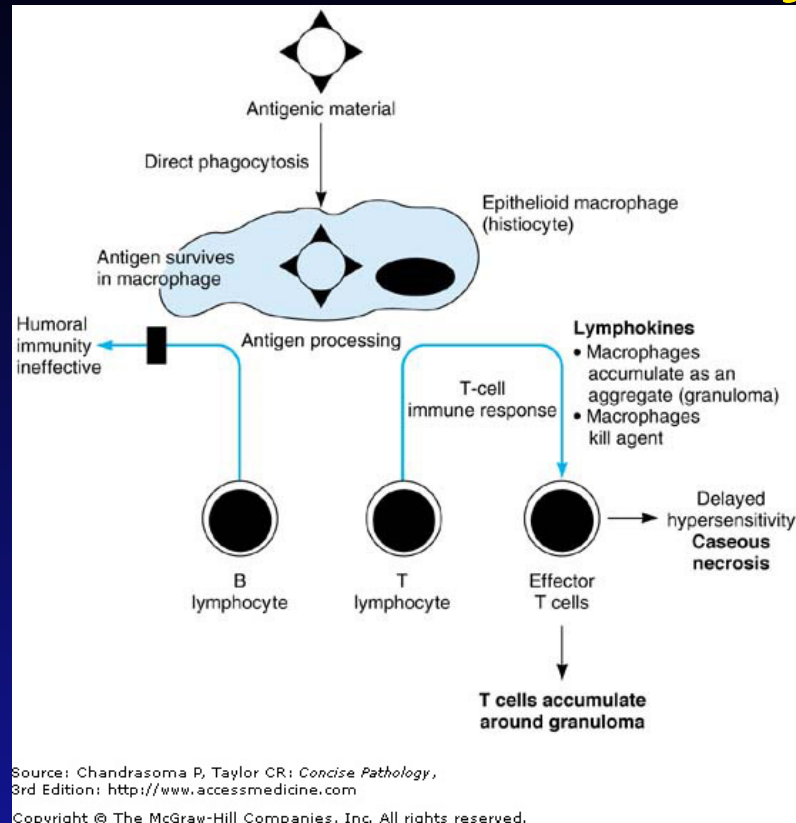 Antigenic material
Direct phagocytosis
Epithelioid macrophage
(histiocyte)
Antigen survives
in macrophage
Humoral
immunity
ineffective
Antigen processing
Lymphokines
• Macrophages
accumulate as an
aggregate (granuloma)
• Macrophages
kill agent
T-cell
immune response
Delayed
hypersensitivity
Caseous
necrosis
B
lymphocyte
T
lymphocyte
Effector
T cells
T cells accumulate
around granuloma
Source: Chandrasoma P, Taylor CR: Concise Pathology,
3rd Edition: http://www.accessmedicine.com
Copyright © The McGraw-Hill Companies, Inc. All rights reserved.